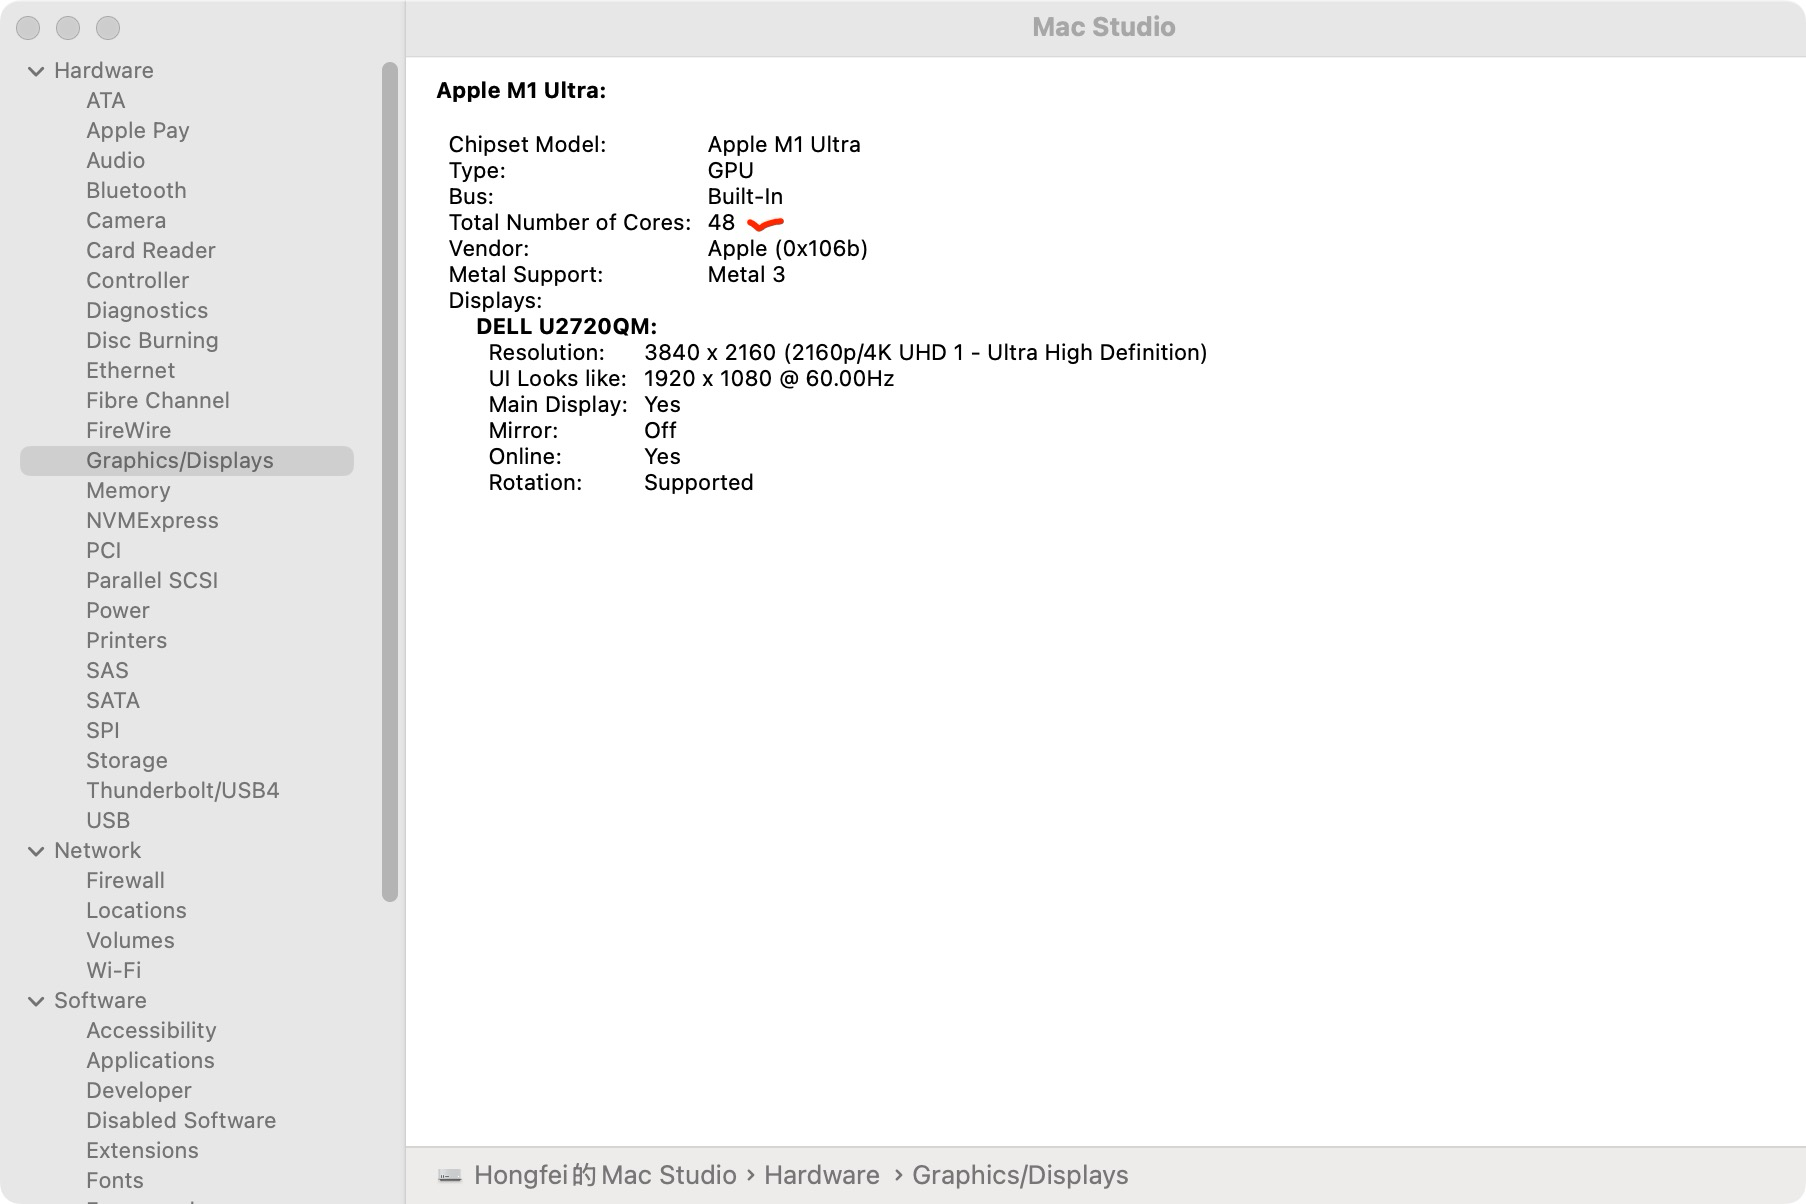 Mac Studio
Hardware
ATA
Apple Pay
Audio
Bluetooth
Camera
Card Reader
Controller
Diagnostics
Disc Burning
Ethernet
Fibre Channel
FireWire
Graphics/Displays
Memory
NVMExpress
PCI
Parallel SCSI
Power
Printers
SAS
SATA
SPI
Storage
Thunderbolt/USB4
USB
Network
Firewall
Locations
Volumes
Wi-Fi
Software
Accessibility
Applications
Developer
Disabled Software
Extensions
Fonts
Apple M1 Ultra:
Chipset Model: Apple M1 Ultra
Type: GPU
Bus: Built-In
Total Number of Cores: 48
Vendor: Apple (0x106b)
Metal Support: Metal 3
Displays:
DELL U2720QM:
Resolution: 3840 x 2160 (2160p/4K UHD 1 - Ultra High Definition)
UI Looks like: 1920 x 1080 @ 60.00Hz
Main Display: Yes
Mirror: Off
Online: Yes
Rotation: Supported
Hongfei的Mac Studio › Hardware › Graphics/Displays